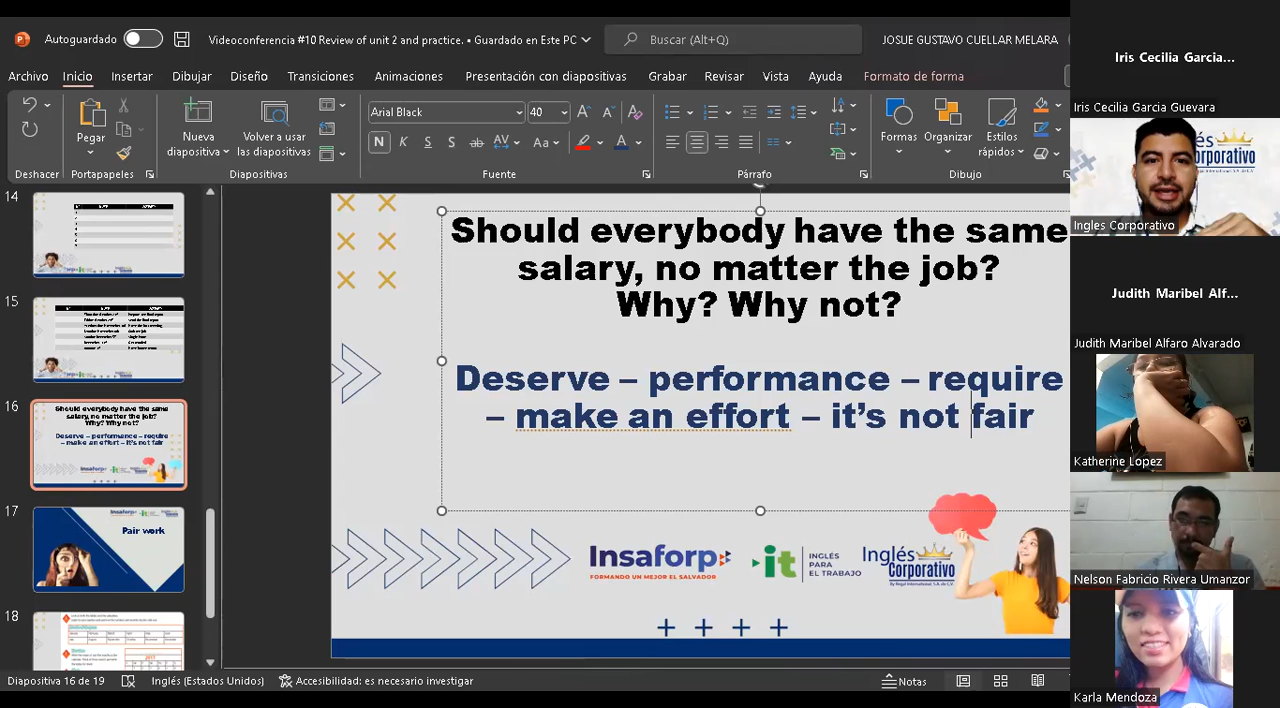 Autoguardado
Videoconferencia #10 Review of unit 2 and practice. • Guardado en Este PC
Buscar (Alt+Q)
JOSUE GUSTAVO CUELLAR MELARA
Archivo Inicio Insertar Dibujar Diseño Transiciones Animaciones Presentación con diapositivas Grabar Revisar Vista Ayuda Formato de forma
Pegar
Nueva diapositiva
Volver a usar las diapositivas
Arial Black 40
N K S S ab AV Aa A
Formas Organizar Estilos rápidos
Deshacer Portapapeles Diapositivas Fuente Párrafo Dibujo
14
15
16
Should everybody have the same
salary, no matter the job?
Why? Why not?
Deserve – performance – require
– make an effort – it's not fair
17
Pair work
18
Should everybody have the same
salary, no matter the job?
Why? Why not?
Deserve – performance – require
– make an effort – it's not fair
Insaforp
FORMANDO UN MEJOR EL SALVADOR
it
INGLÉS
PARA
EL TRABAJO
Inglés
Corporativo
By Regal International, S.A. de C.V.
Diapositiva 16 de 19
Inglés (Estados Unidos)
Accesibilidad: es necesario investigar
Notas
Iris Cecilia Garcia...
Iris Cecilia Garcia Guevara
Ingles Corporativo
Judith Maribel Alf...
Judith Maribel Alfaro Alvarado
Katherine Lopez
Nelson Fabricio Rivera Umanzor
Karla Mendoza